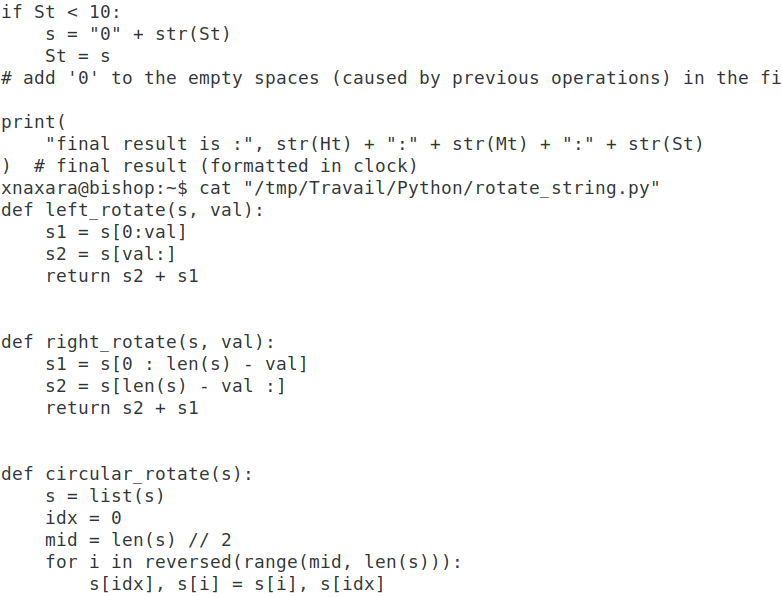 if St < 10:
    s = "0" + str(St)
    St = s
# add '0' to the empty spaces (caused by previous operations) in the fi

print(
    "final result is :", str(Ht) + ":" + str(Mt) + ":" + str(St)
)  # final result (formatted in clock)
xnaxara@bishop:~$ cat "/tmp/Travail/Python/rotate_string.py"
def left_rotate(s, val):
    s1 = s[0:val]
    s2 = s[val:]
    return s2 + s1


def right_rotate(s, val):
    s1 = s[0 : len(s) - val]
    s2 = s[len(s) - val :]
    return s2 + s1


def circular_rotate(s):
    s = list(s)
    idx = 0
    mid = len(s) // 2
    for i in reversed(range(mid, len(s))):
        s[idx], s[i] = s[i], s[idx]